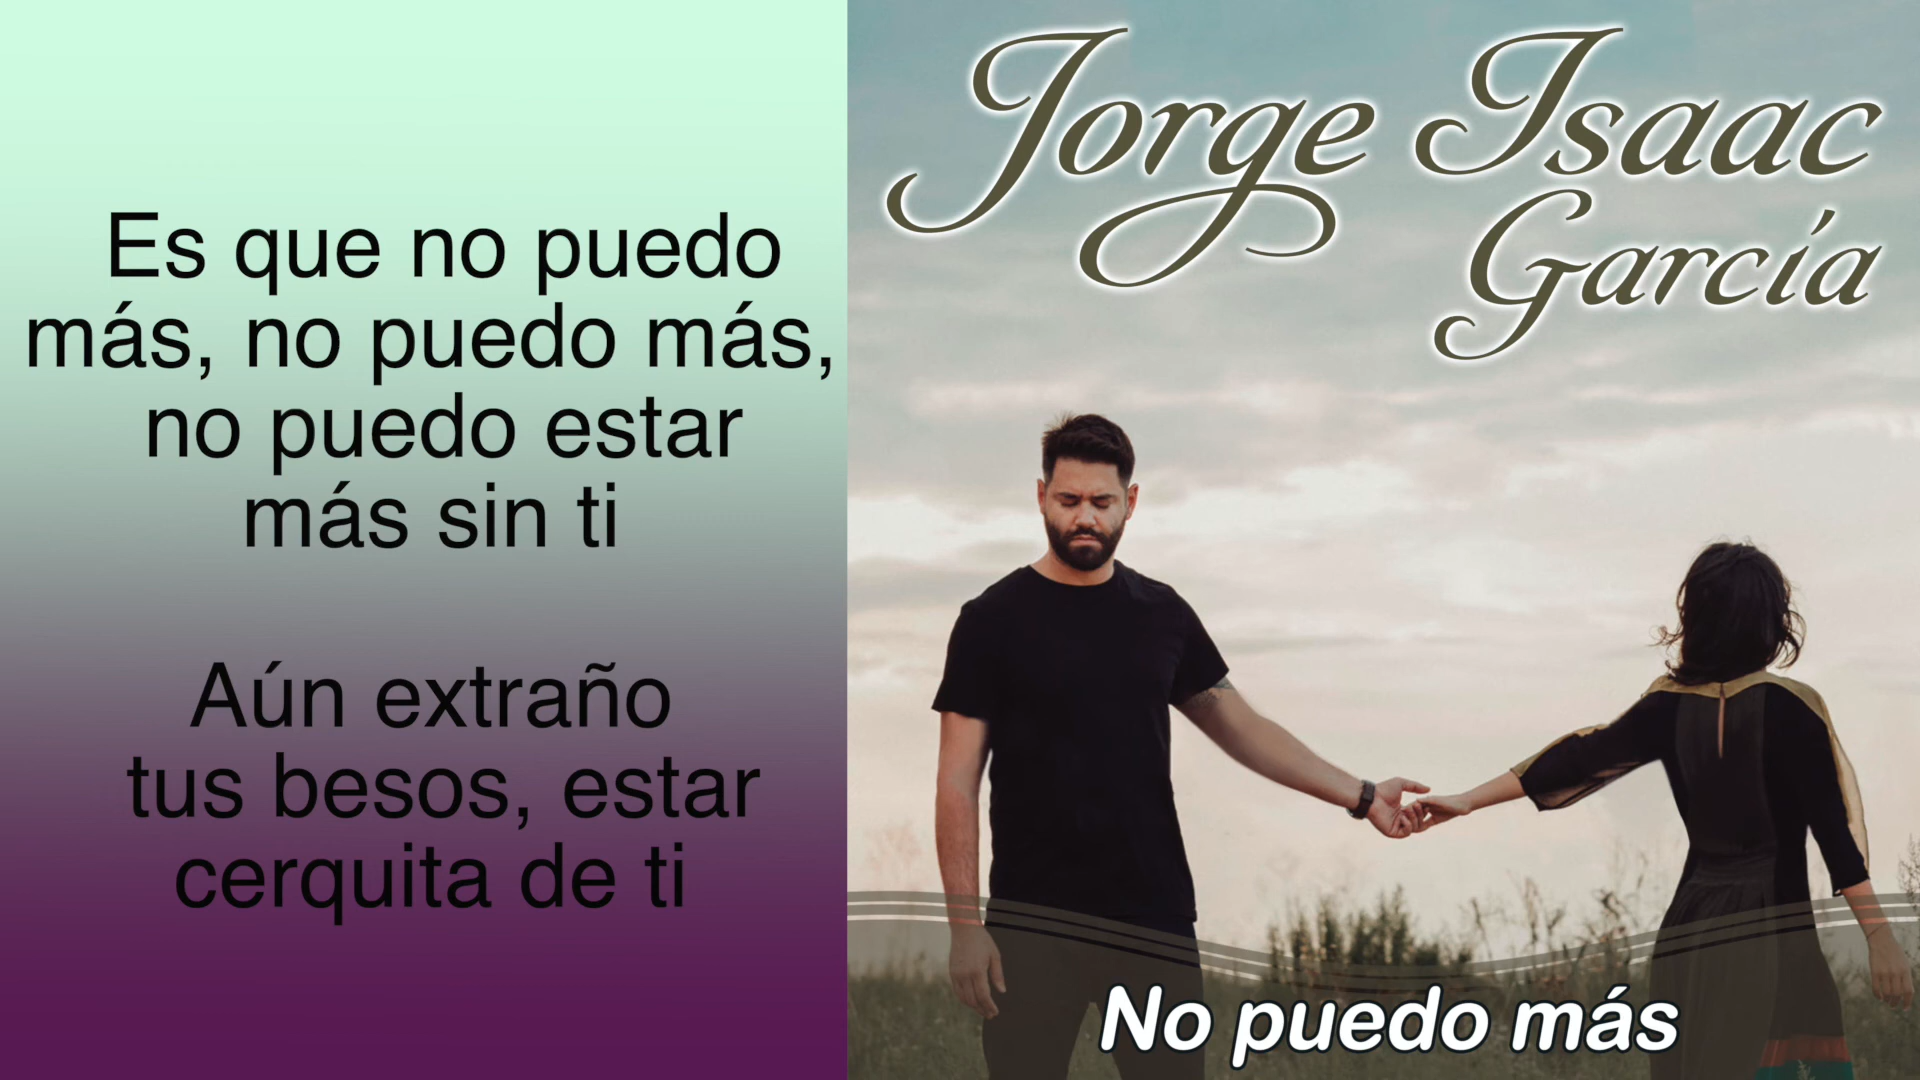 Es que no puedo
más, no puedo más,
no puedo estar
más sin ti
Aún extraño
tus besos, estar
cerquita de ti
Jorge Isaac
García
No puedo más